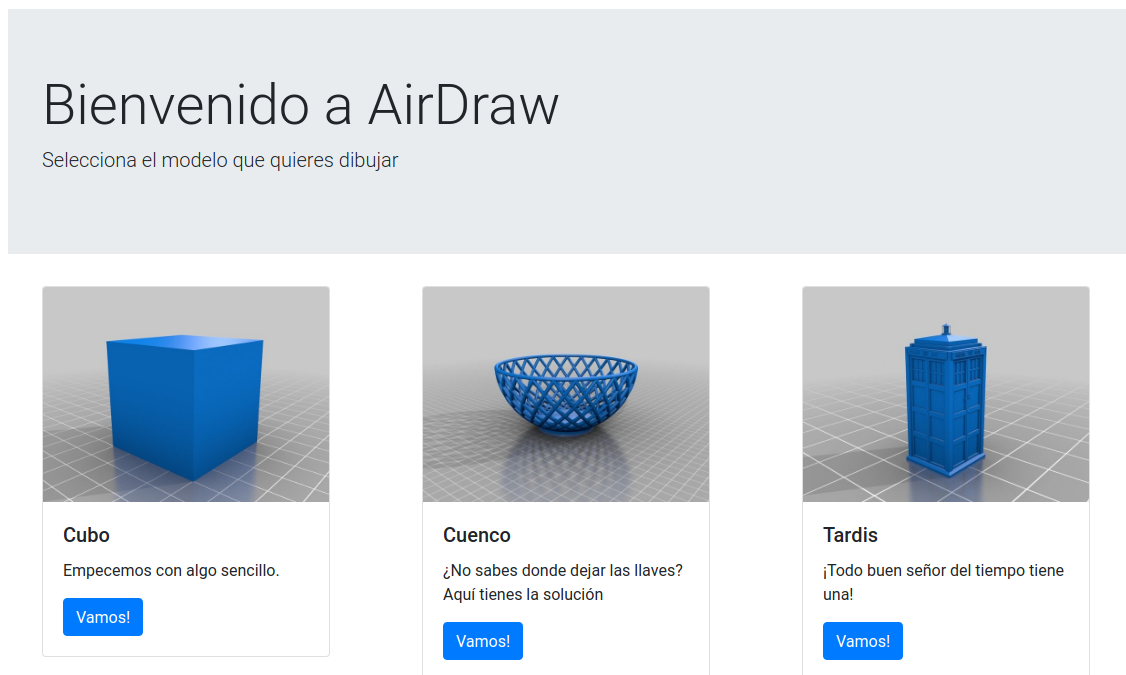 Bienvenido a AirDraw
Selecciona el modelo que quieres dibujar
Cubo
Empecemos con algo sencillo.
Vamos!
Cuenco
¿No sabes donde dejar las llaves?
Aquí tienes la solución
Vamos!
Tardis
¡Todo buen señor del tiempo tiene
una!
Vamos!